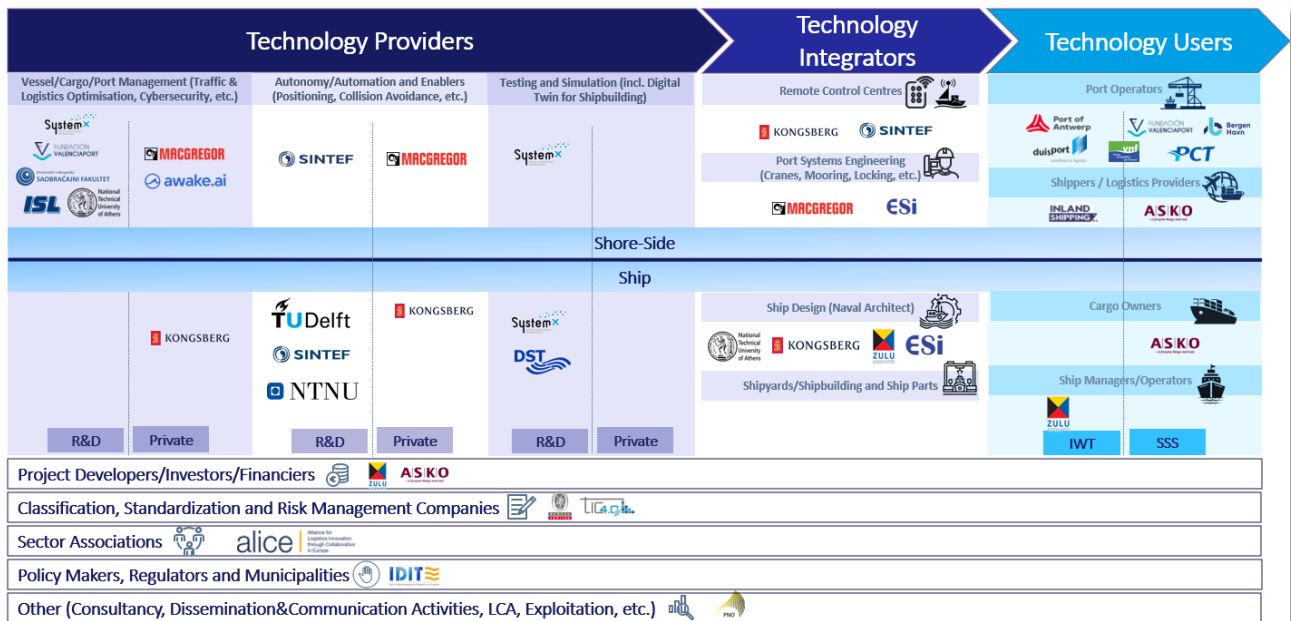 Technology Providers
Technology
Integrators
Technology Users
Vessel/Cargo/Port Management (Traffic &
Logistics Optimisation, Cybersecurity, etc.)
Autonomy/Automation and Enablers
(Positioning, Collision Avoidance, etc.)
Testing and Simulation (incl. Digital
Twin for Shipbuilding)
Remote Control Centres
Port Operators
SystemX
FUNDACIÓN
VALENCIAPORT
SAOBRAĆAJNI FAKULTET
ISL
National
Technical
University
of Athens
MACGREGOR
awake.ai
SINTEF
MACGREGOR
SystemX
KONGSBERG
SINTEF
Port Systems Engineering
(Cranes, Mooring, Locking, etc.)
MACGREGOR
ESi
Port of
Antwerp
FUNDACIÓN
VALENCIAPORT
Bergen
Havn
duisport
vnf
PCT
Shippers / Logistics Providers
INLAND
SHIPPING
ASKO
Shore-Side
Ship
KONGSBERG
TU Delft
SINTEF
NTNU
KONGSBERG
SystemX
DST
Ship Design (Naval Architect)
National
Technical
University
of Athens
KONGSBERG
ZULU
ESi
Shipyards/Shipbuilding and Ship Parts
Cargo Owners
ASKO
Ship Managers/Operators
ZULU
R&D
Private
R&D
Private
R&D
Private
IWT
SSS
Project Developers/Investors/Financiers
ZULU
ASKO
Classification, Standardization and Risk Management Companies
TIC4.0
Sector Associations
alice
Alliance for
Logistics Innovation
through Collaboration
in Europe
Policy Makers, Regulators and Municipalities
IDIT
Other (Consultancy, Dissemination&Communication Activities, LCA, Exploitation, etc.)
PNO